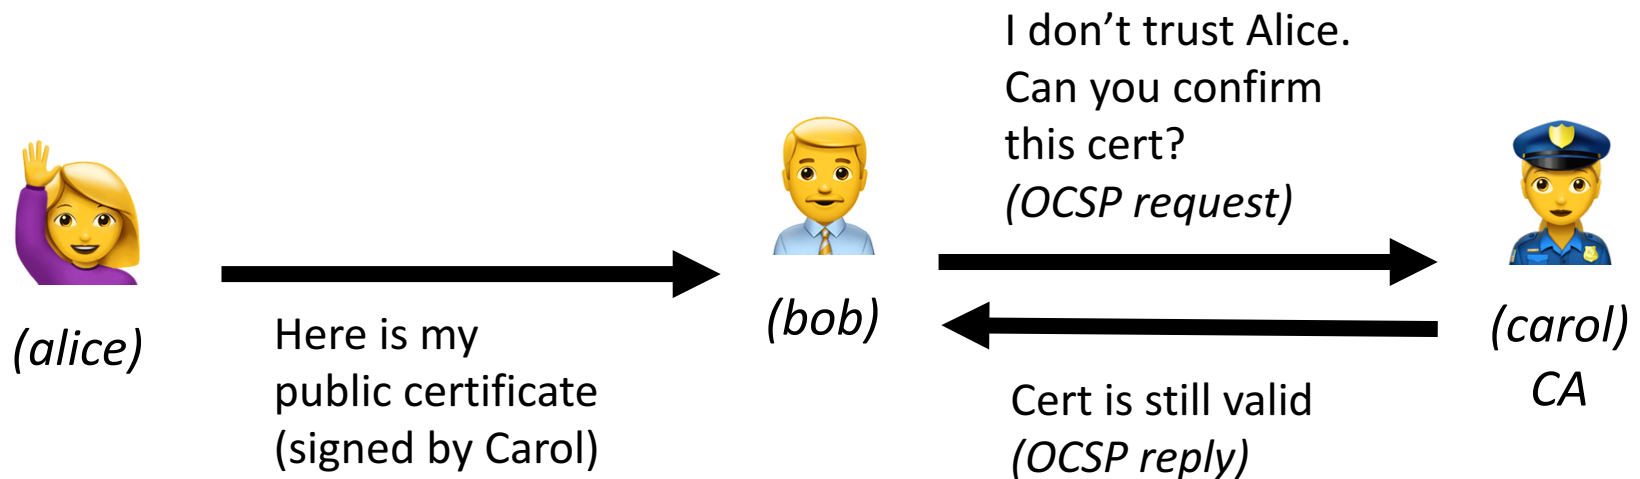 (alice)
Here is my
public certificate
(signed by Carol)
(bob)
I don’t trust Alice.
Can you confirm
this cert?
(OCSP request)
Cert is still valid
(OCSP reply)
(carol)
CA